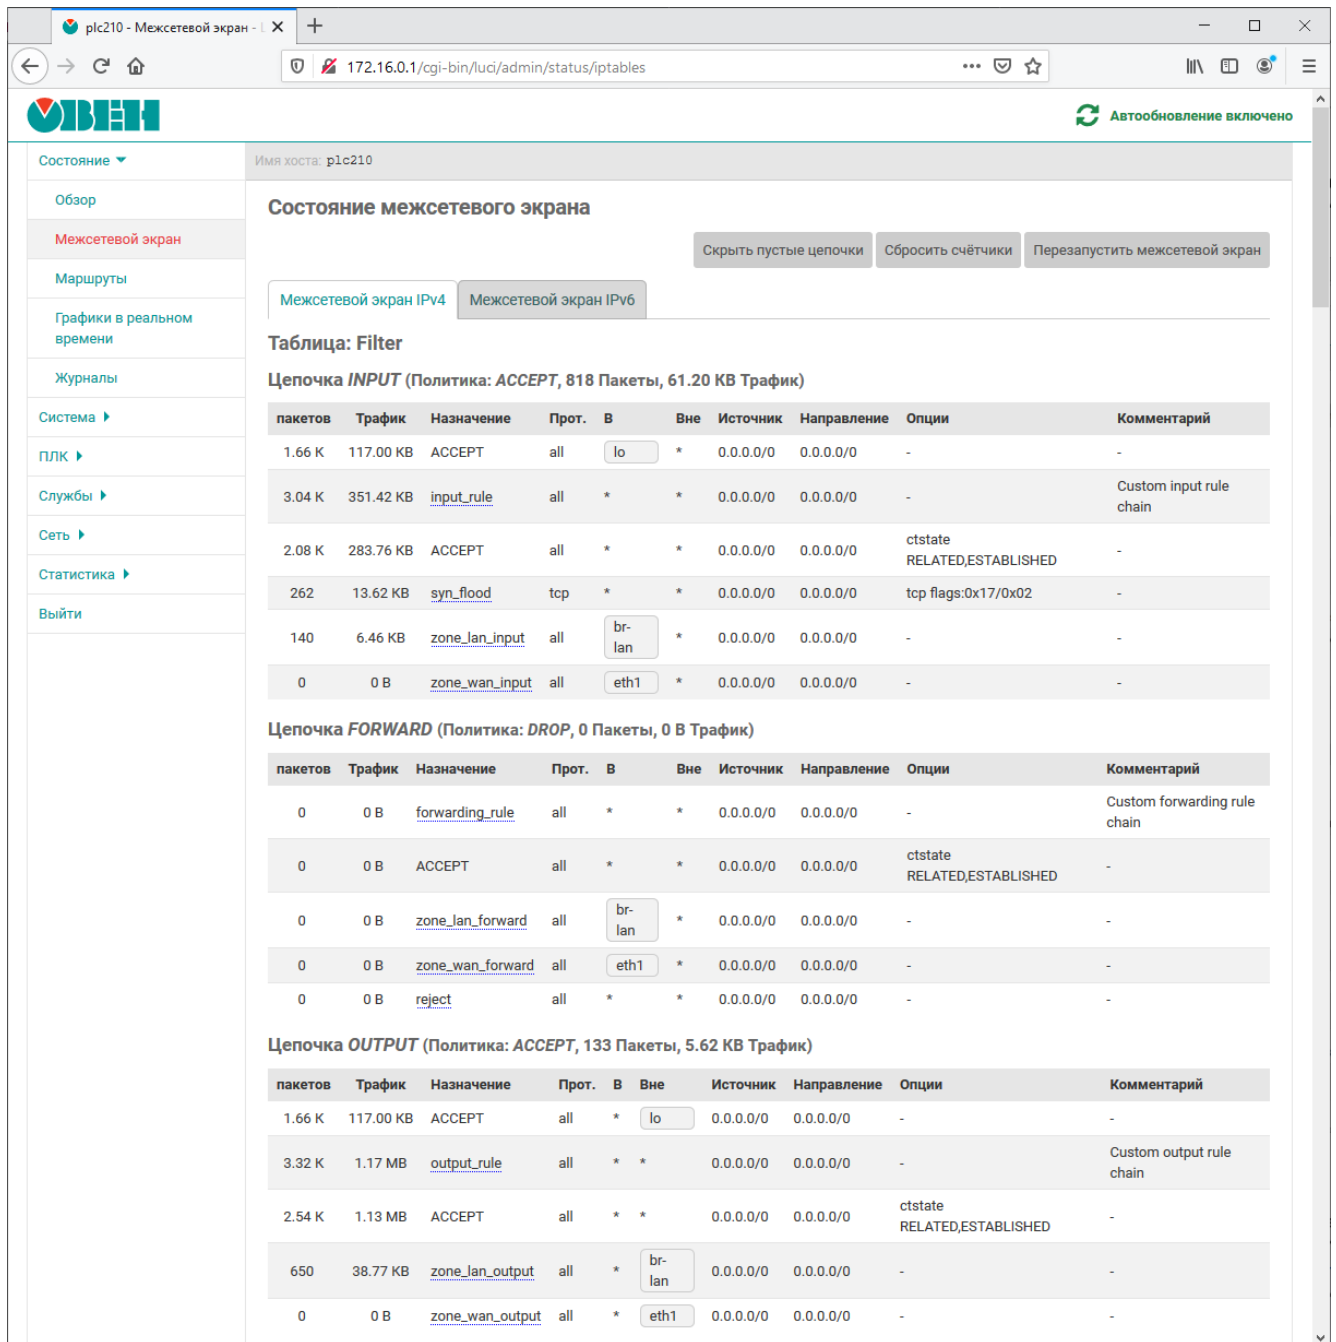 plc210 - Межсетевой экран - L
172.16.0.1/cgi-bin/luci/admin/status/iptables
ОВЕН
Автообновление включено
Состояние
Обзор
Межсетевой экран
Маршруты
Графики в реальном
времени
Журналы
Система
ПЛК
Службы
Сеть
Статистика
Выйти
Имя хоста: plc210
Состояние межсетевого экрана
Скрыть пустые цепочки Сбросить счётчики Перезапустить межсетевой экран
Межсетевой экран IPv4 Межсетевой экран IPv6
Таблица: Filter
Цепочка INPUT (Политика: ACCEPT, 818 Пакеты, 61.20 KB Трафик)
пакетов Трафик Назначение Прот. В Вне Источник Направление Опции Комментарий
1.66 K 117.00 KB ACCEPT all lo * 0.0.0.0/0 0.0.0.0/0 - -
3.04 K 351.42 KB input_rule all * * 0.0.0.0/0 0.0.0.0/0 - Custom input rule
chain
2.08 K 283.76 KB ACCEPT all * * 0.0.0.0/0 0.0.0.0/0 ctstate
RELATED,ESTABLISHED -
262 13.62 KB syn_flood tcp * * 0.0.0.0/0 0.0.0.0/0 tcp flags:0x17/0x02 -
140 6.46 KB zone_lan_input all br-
lan * 0.0.0.0/0 0.0.0.0/0 - -
0 0 B zone_wan_input all eth1 * 0.0.0.0/0 0.0.0.0/0 - -
Цепочка FORWARD (Политика: DROP, 0 Пакеты, 0 B Трафик)
пакетов Трафик Назначение Прот. В Вне Источник Направление Опции Комментарий
0 0 B forwarding_rule all * * 0.0.0.0/0 0.0.0.0/0 - Custom forwarding rule
chain
0 0 B ACCEPT all * * 0.0.0.0/0 0.0.0.0/0 ctstate
RELATED,ESTABLISHED -
0 0 B zone_lan_forward all br-
lan * 0.0.0.0/0 0.0.0.0/0 - -
0 0 B zone_wan_forward all eth1 * 0.0.0.0/0 0.0.0.0/0 - -
0 0 B reject all * * 0.0.0.0/0 0.0.0.0/0 - -
Цепочка OUTPUT (Политика: ACCEPT, 133 Пакеты, 5.62 KB Трафик)
пакетов Трафик Назначение Прот. В Вне Источник Направление Опции Комментарий
1.66 K 117.00 KB ACCEPT all * lo 0.0.0.0/0 0.0.0.0/0 - -
3.32 K 1.17 MB output_rule all * * 0.0.0.0/0 0.0.0.0/0 - Custom output rule
chain
2.54 K 1.13 MB ACCEPT all * * 0.0.0.0/0 0.0.0.0/0 ctstate
RELATED,ESTABLISHED -
650 38.77 KB zone_lan_output all * br-
lan 0.0.0.0/0 0.0.0.0/0 - -
0 0 B zone_wan_output all * eth1 0.0.0.0/0 0.0.0.0/0 - -